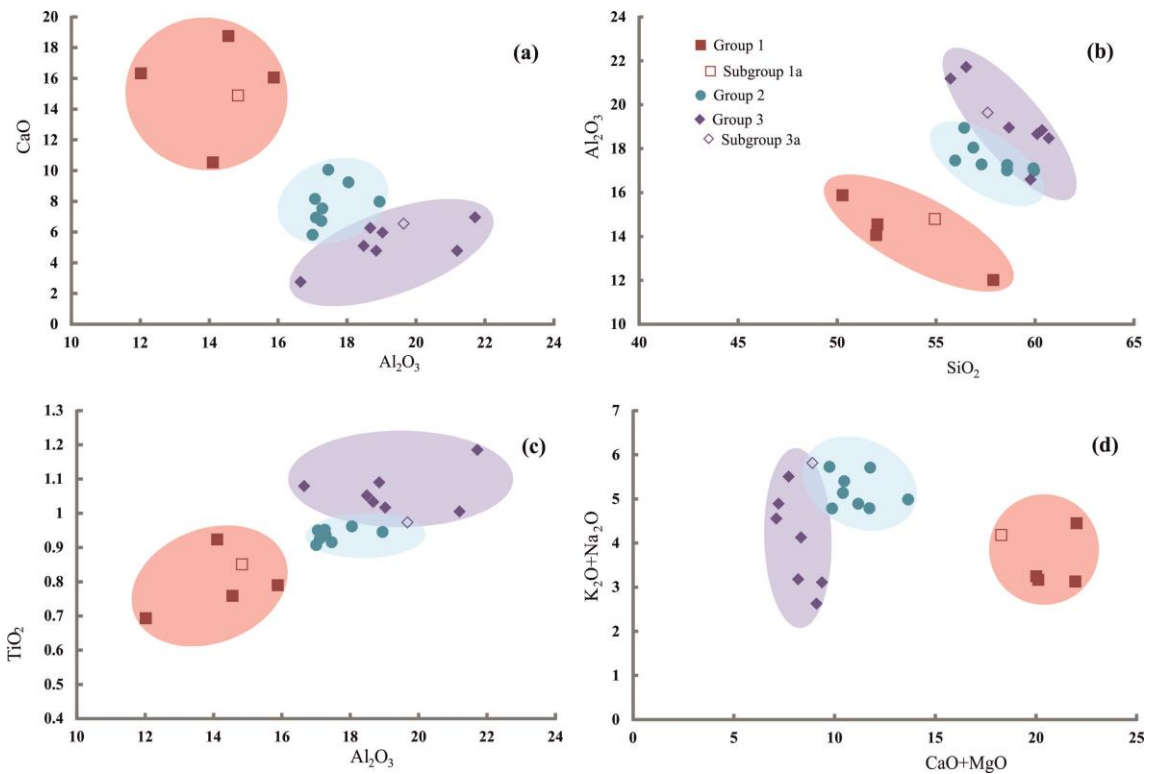 (a)
20
18
16
14
12
10
8
6
4
2
0
CaO
10 12 14 16 18 20 22 24
Al₂O₃
(b)
Group 1
Subgroup 1a
Group 2
Group 3
Subgroup 3a
24
22
20
18
16
14
12
10
Al₂O₃
40 45 50 55 60 65
SiO₂
(c)
1.3
1.2
1.1
1
0.9
0.8
0.7
0.6
0.5
0.4
TiO₂
10 12 14 16 18 20 22 24
Al₂O₃
(d)
7
6
5
4
3
2
1
0
K₂O+Na₂O
0 5 10 15 20 25
CaO+MgO